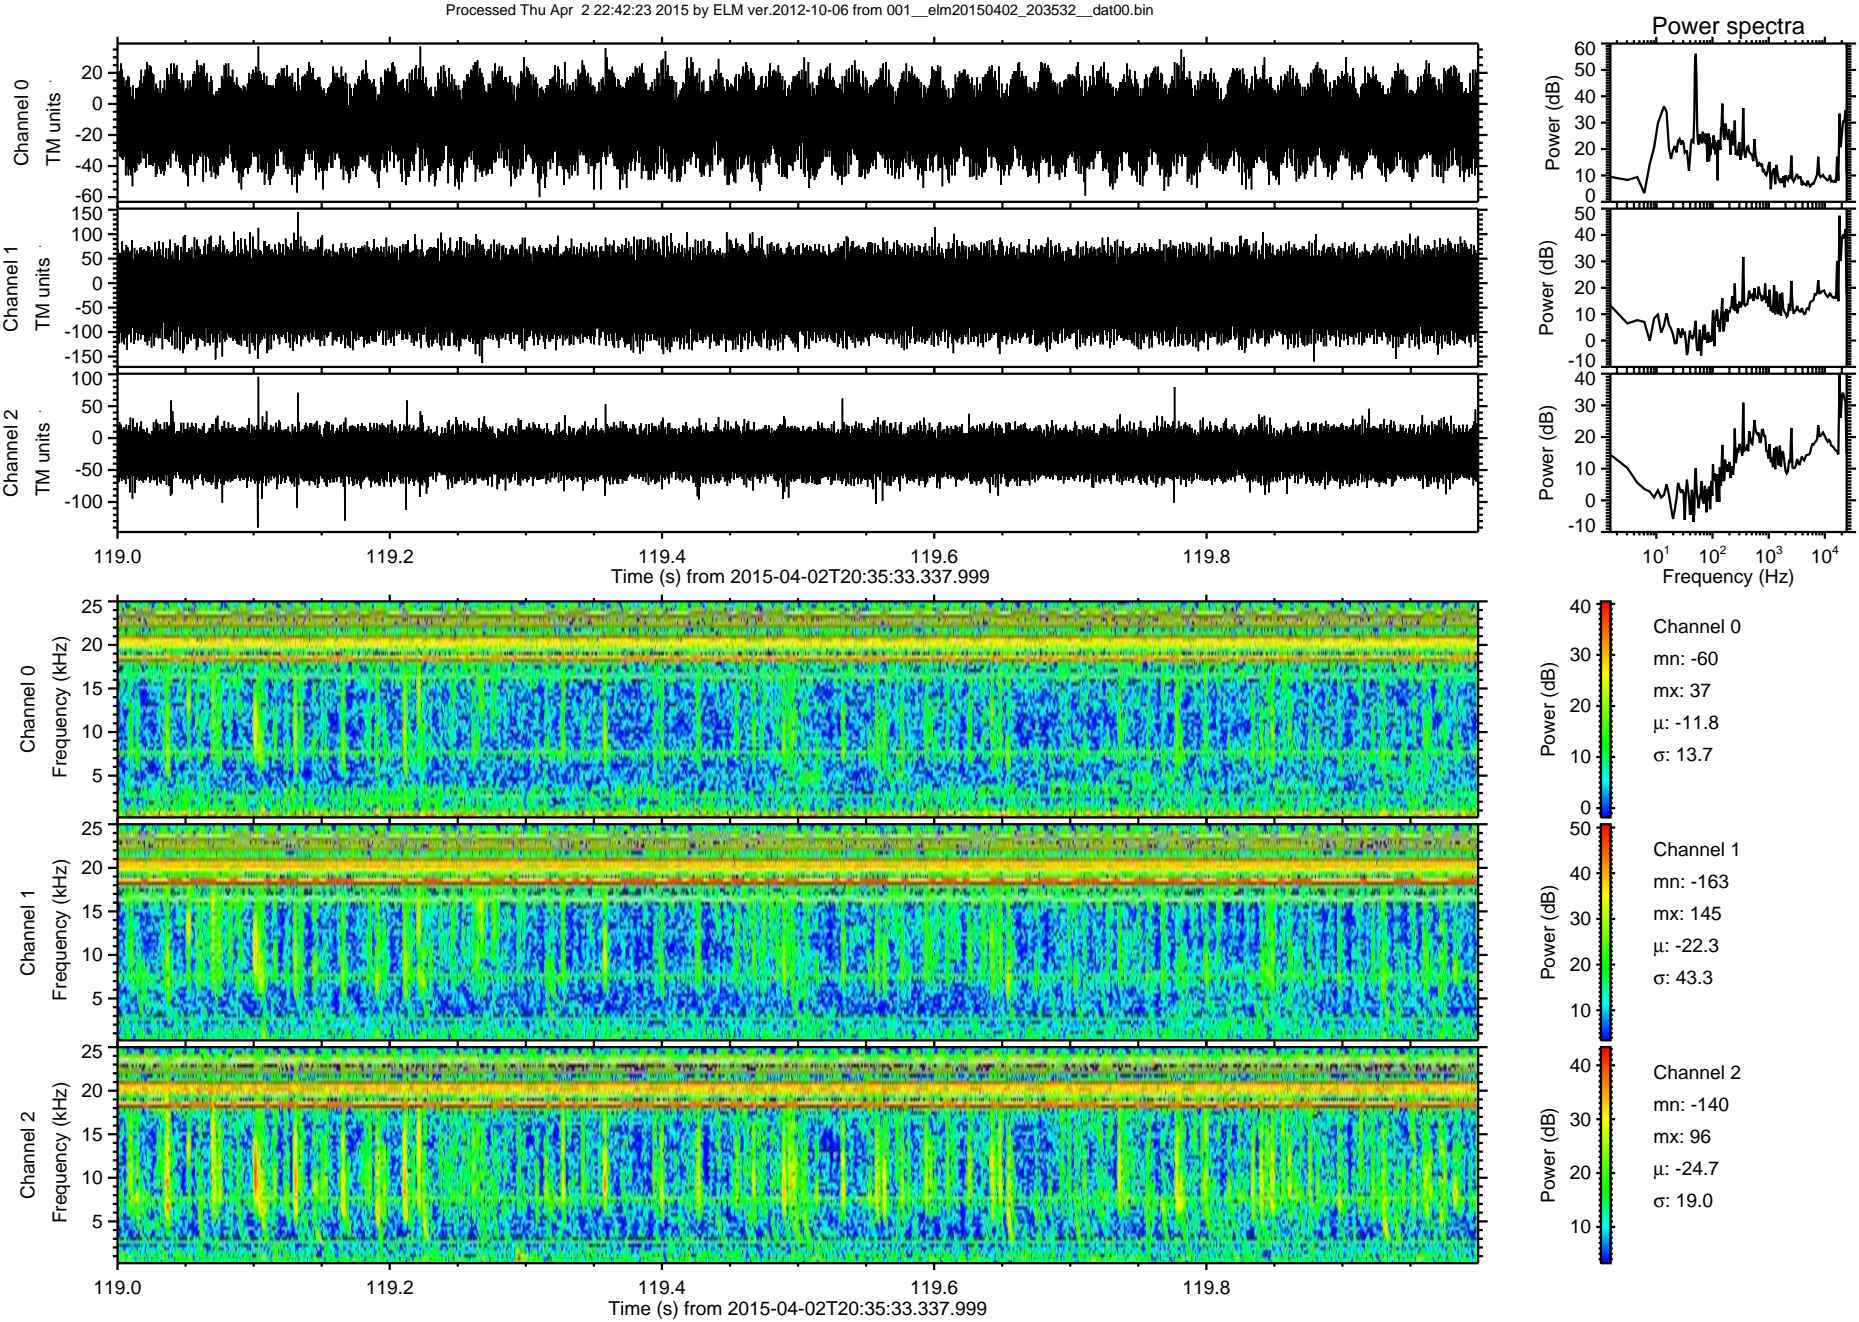 Processed Thu Apr  2 22:42:23 2015 by ELM ver.2012-10-06 from 001__elm20150402_203532__dat00.bin
Power spectra
Channel 0
TM units
20
0
-20
-40
-60
Power (dB)
60
50
40
30
20
10
0
Channel 1
TM units
150
100
50
0
-50
-100
-150
Power (dB)
50
40
30
20
10
0
-10
Channel 2
TM units
100
50
0
-50
-100
Power (dB)
40
30
20
10
0
-10
119.0 119.2 119.4 119.6 119.8
Time (s) from 2015-04-02T20:35:33.337.999
10¹ 10² 10³ 10⁴
Frequency (Hz)
Channel 0
Frequency (kHz)
25
20
15
10
5
Power (dB)
40
30
20
10
0
Channel 0
mn: -60
mx: 37
μ: -11.8
σ: 13.7
Channel 1
Frequency (kHz)
25
20
15
10
5
Power (dB)
50
40
30
20
10
Channel 1
mn: -163
mx: 145
μ: -22.3
σ: 43.3
Channel 2
Frequency (kHz)
25
20
15
10
5
Power (dB)
40
30
20
10
Channel 2
mn: -140
mx: 96
μ: -24.7
σ: 19.0
119.0 119.2 119.4 119.6 119.8
Time (s) from 2015-04-02T20:35:33.337.999